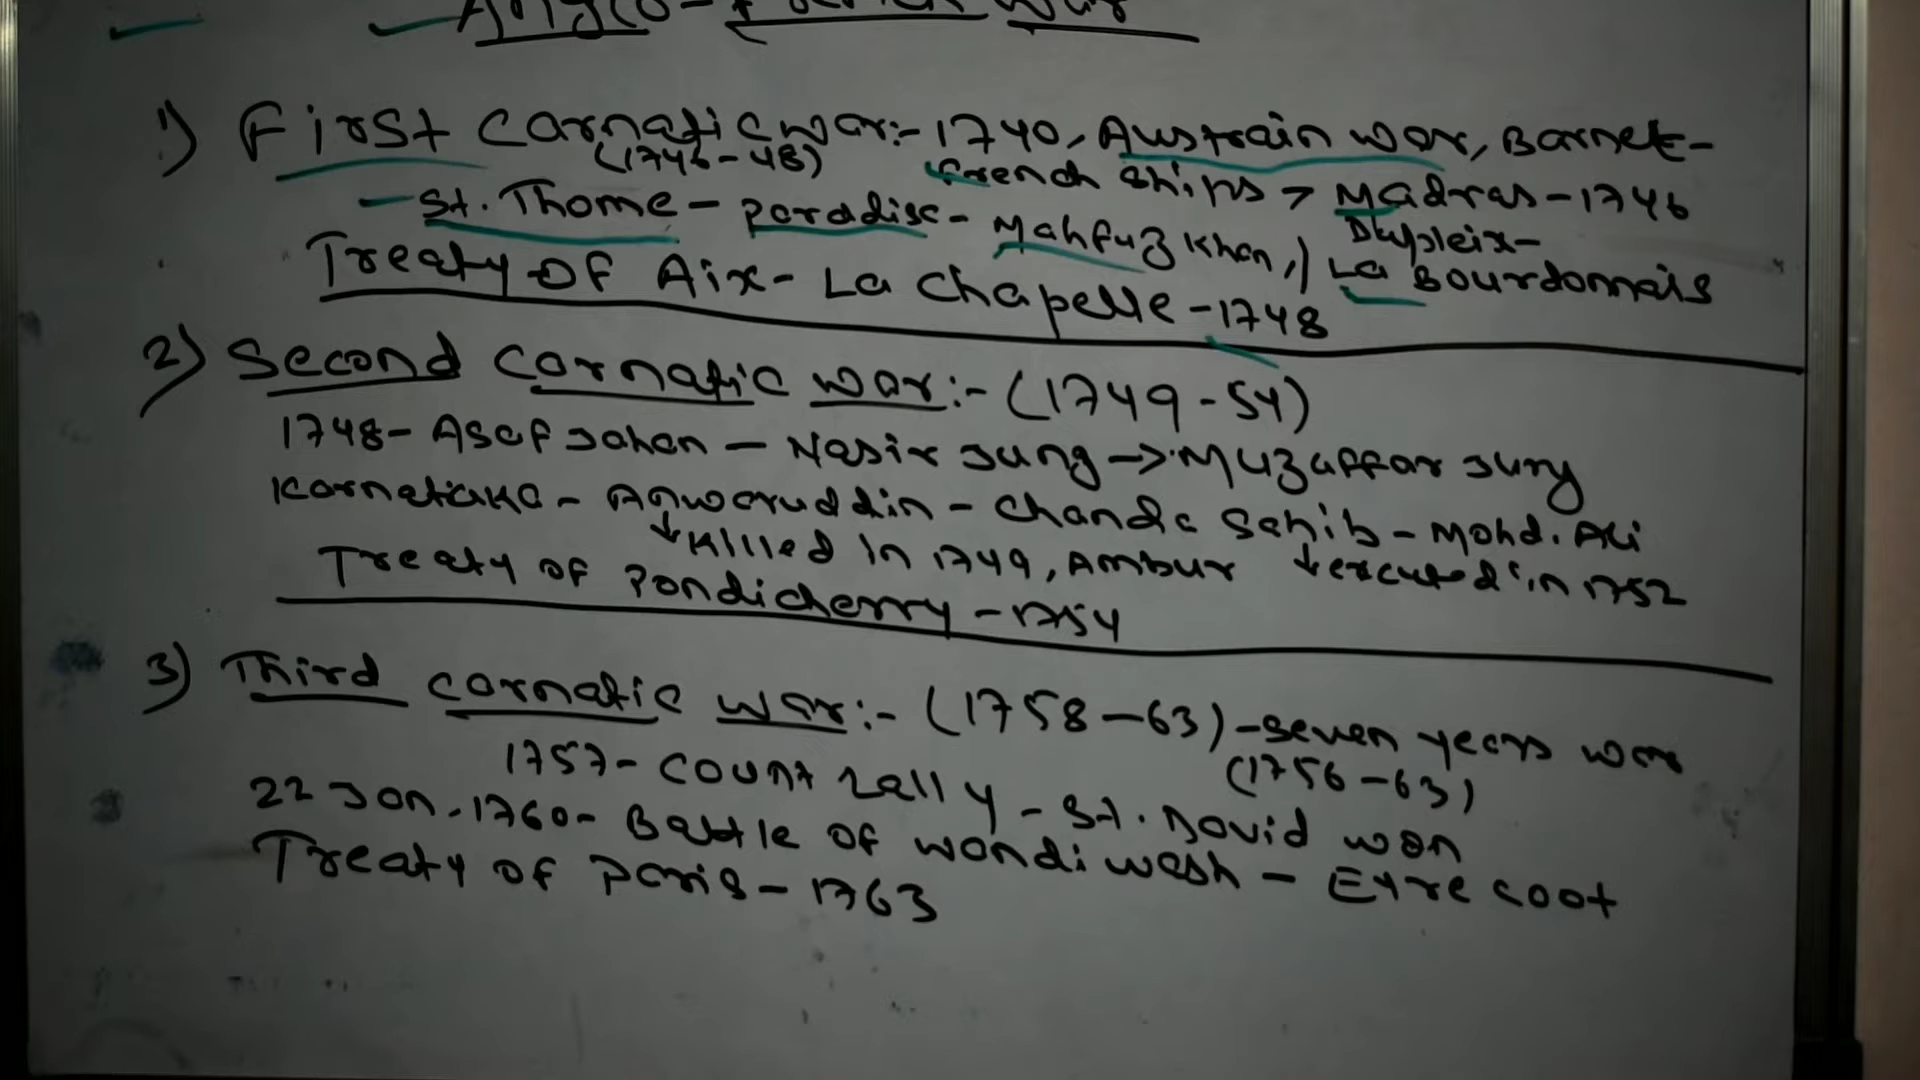 Anglo-French War
1) First Carnatic War:- 1740, Austrain War, Barnett-
(1746-48) French Ships > Madras-1746
- St. Thome - Paradise - Mahfuz Khan, | Dupleix-
Treaty OF Aix- La Chapelle-1748 La Bourdonnais
2) Second Carnatic War:- (1749-54)
1748- Asaf Jahan - Nasir Jung → Muzaffar Jung
Karnataka - Anwaruddin - Chanda Sahib - Mohd. Ali
↓Killed in 1749, Ambur ↓executed in 1752
Treaty of Pondicherry - 1754
3) Third Carnatic War:- (1758-63)-Seven years War
(1756-63)
1757- Count Lally - St. David won
22 Jan.1760- Battle of Wandiwash - Eyre Coot
Treaty of Paris - 1763